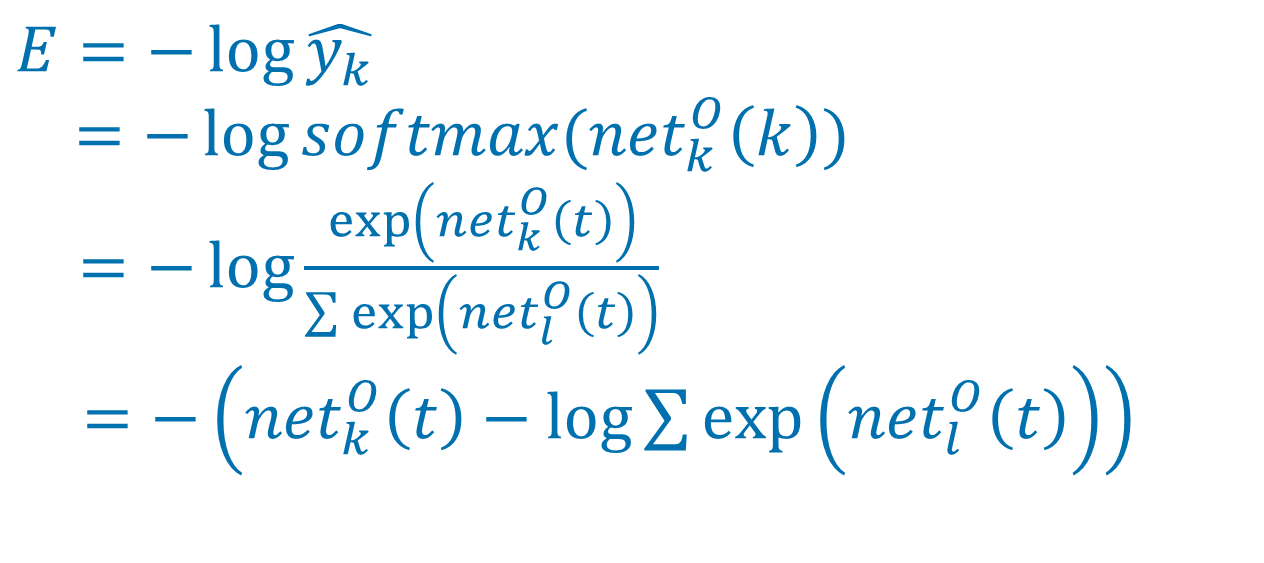 E = − log ŷ_k
= − log softmax(net_k^O(k))
= − log exp(net_k^O(t)) / ∑ exp(net_l^O(t))
= − (net_k^O(t) − log ∑ exp (net_l^O(t)))